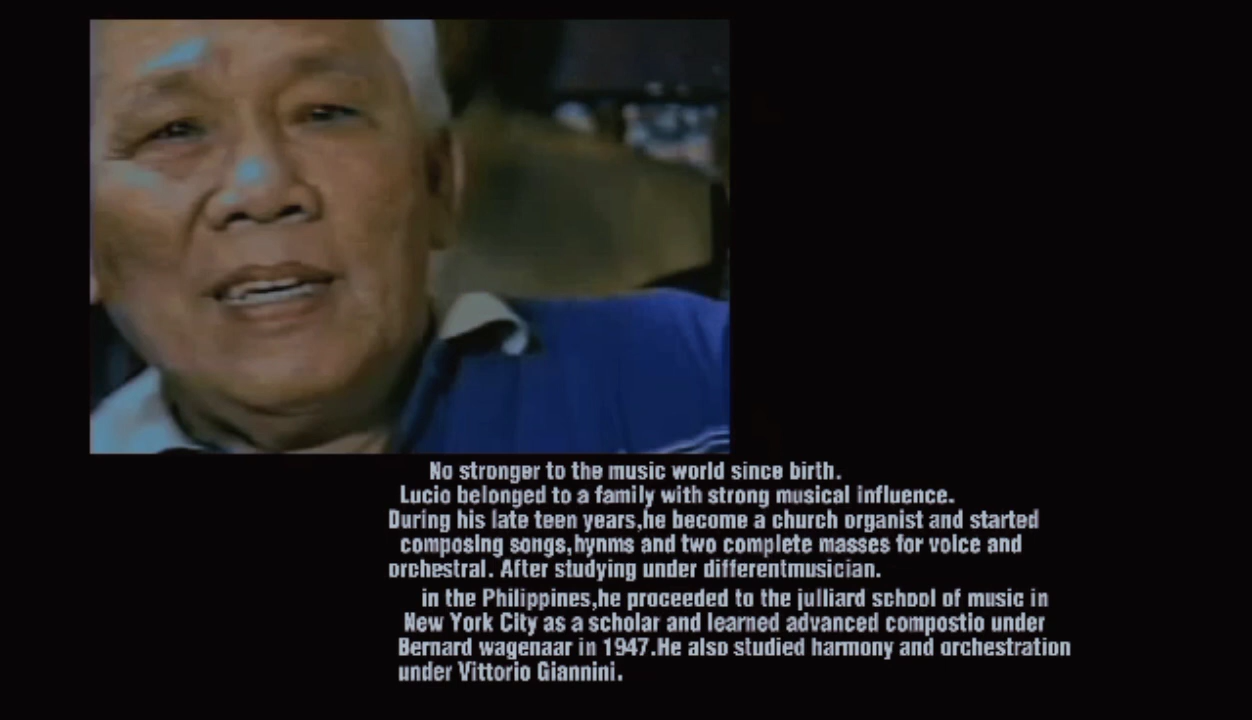 No stronger to the music world since birth.
Lucio belonged to a family with strong musical influence.
During his late teen years,he become a church organist and started
composing songs,hynms and two complete masses for voice and
orchestral. After studying under differentmusician.
in the Philippines,he proceeded to the julliard school of music in
New York City as a scholar and learned advanced compostio under
Bernard wagenaar in 1947.He also studied harmony and orchestration
under Vittorio Giannini.